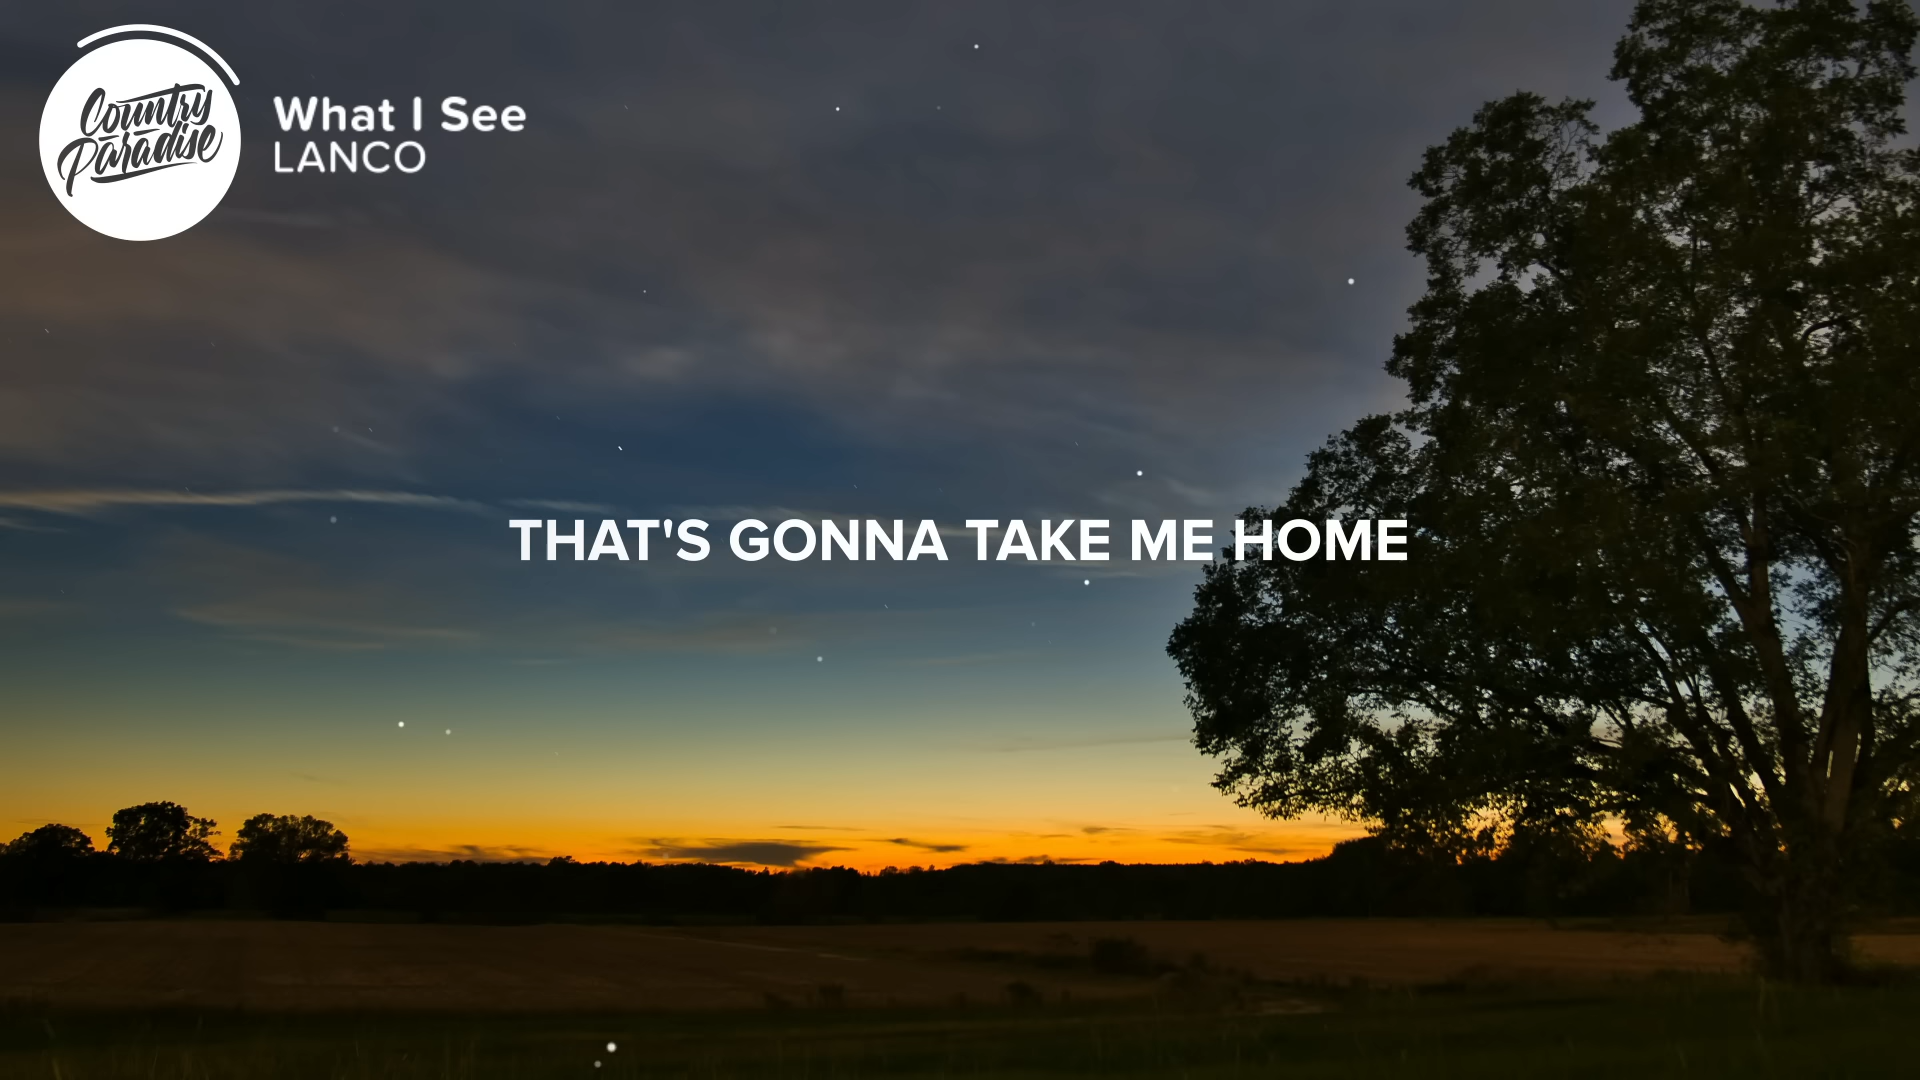 Country
Paradise
What I See
LANCO
THAT'S GONNA TAKE ME HOME